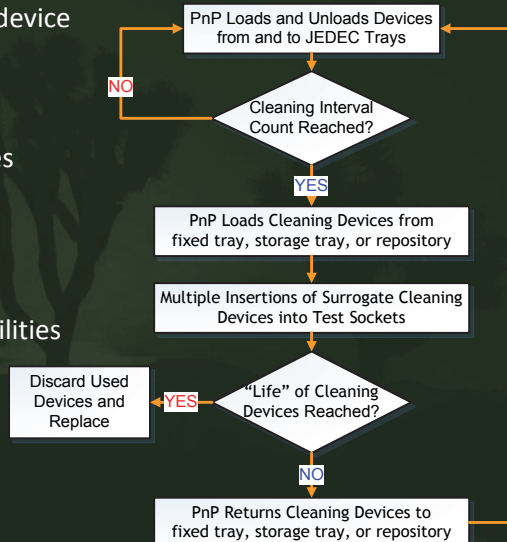 device
es
ilities
PnP Loads and Unloads Devices
from and to JEDEC Trays
NO
Cleaning Interval
Count Reached?
YES
PnP Loads Cleaning Devices from
fixed tray, storage tray, or repository
Multiple Insertions of Surrogate Cleaning
Devices into Test Sockets
"Life" of Cleaning
Devices Reached?
YES
Discard Used
Devices and
Replace
NO
PnP Returns Cleaning Devices to
fixed tray, storage tray, or repository